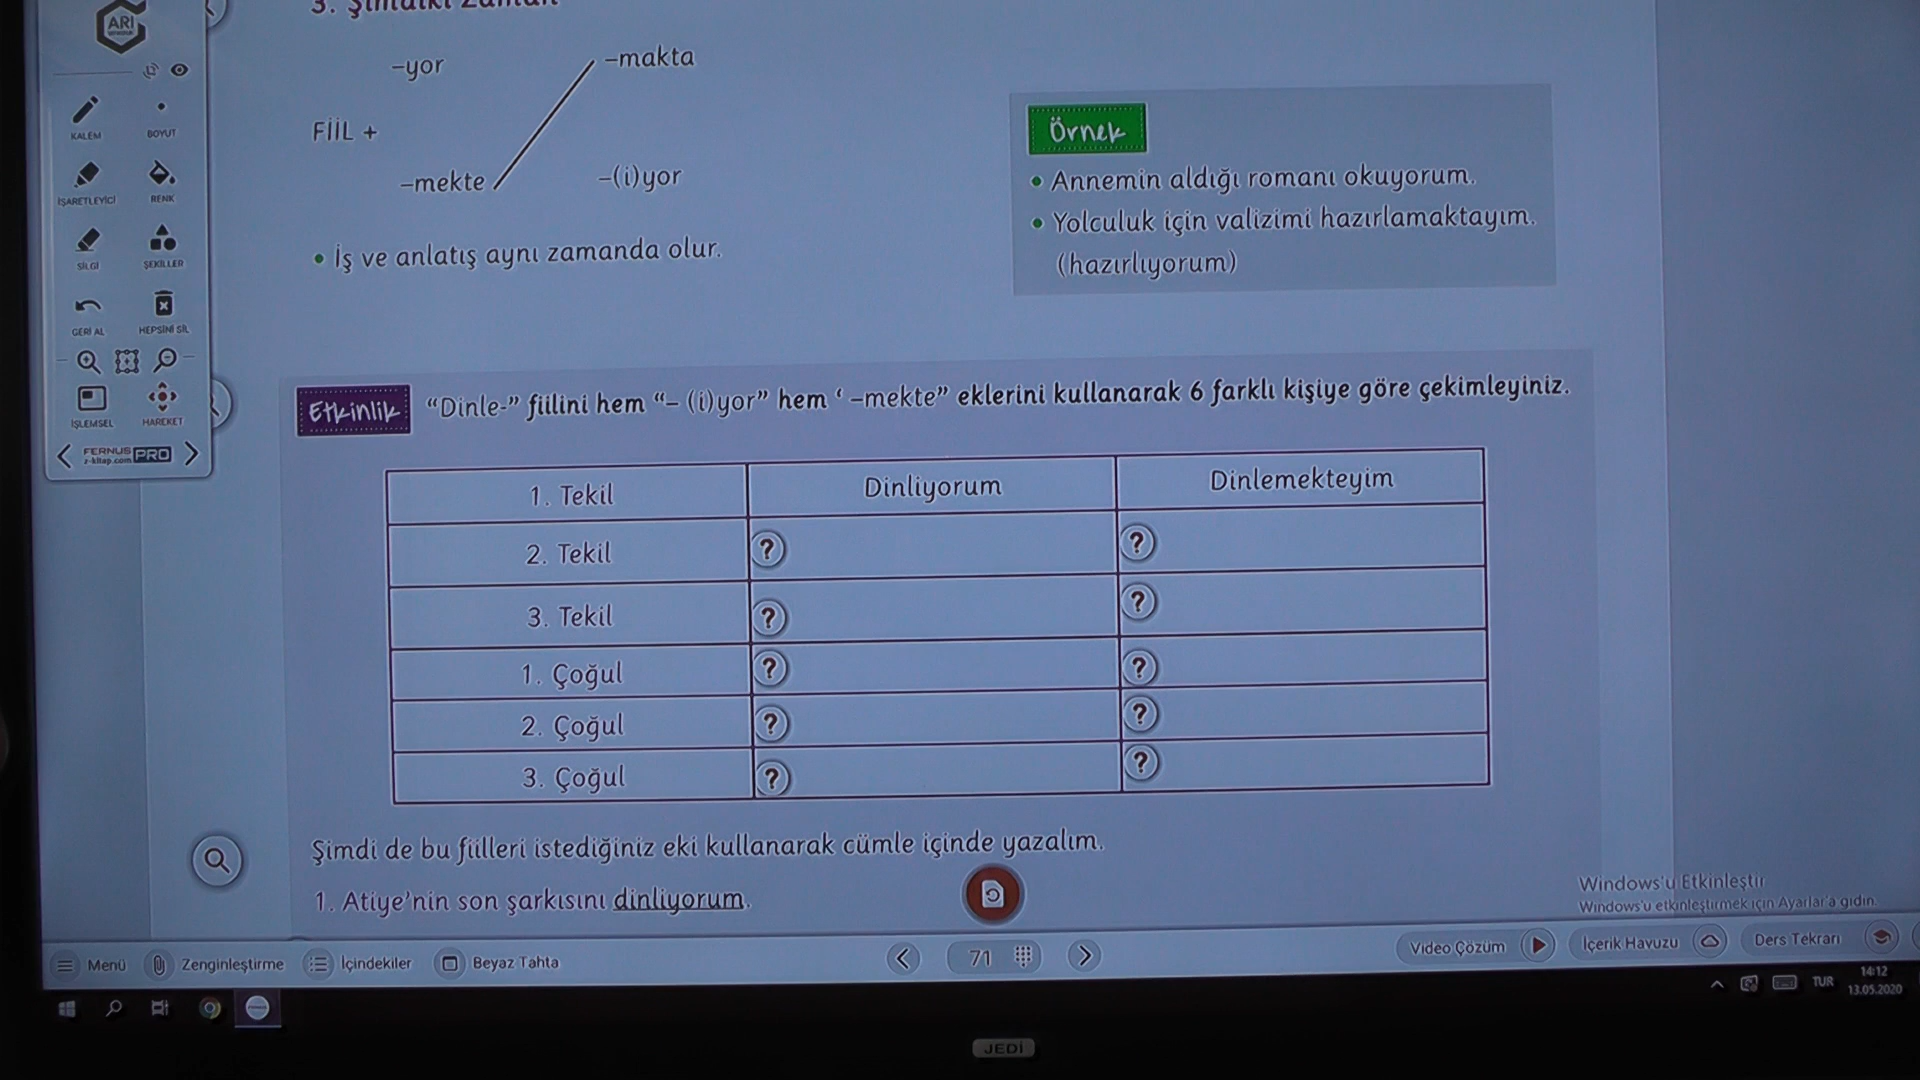 3. Şimdiki Zaman
ARI
–yor
–makta
FİİL +
–mekte
–(i)yor
• İş ve anlatış aynı zamanda olur.
Örnek
• Annemin aldığı romanı okuyorum.
• Yolculuk için valizimi hazırlamaktayım.
(hazırlıyorum)
KALEM
BOYUT
İŞARETLEYİCİ
RENK
SİLGİ
ŞEKİLLER
GERİ AL
HEPSİNİ SİL
İŞLEMSEL
HAREKET
FERNUS
z-kitap.com PRO
Etkinlik
“Dinle-” fiilini hem “– (i)yor” hem ‘ –mekte” eklerini kullanarak 6 farklı kişiye göre çekimleyiniz.
1. Tekil Dinliyorum Dinlemekteyim
2. Tekil ? ?
3. Tekil ? ?
1. Çoğul ? ?
2. Çoğul ? ?
3. Çoğul ? ?
Şimdi de bu fiilleri istediğiniz eki kullanarak cümle içinde yazalım.
1. Atiye’nin son şarkısını dinliyorum.
Windows'u Etkinleştir
Windows'u etkinleştirmek için Ayarlar'a gidin.
Menü
Zenginleştirme
İçindekiler
Beyaz Tahta
71
Video Çözüm
İçerik Havuzu
Ders Tekrarı
TUR
14:12
13.05.2020
JEDİ